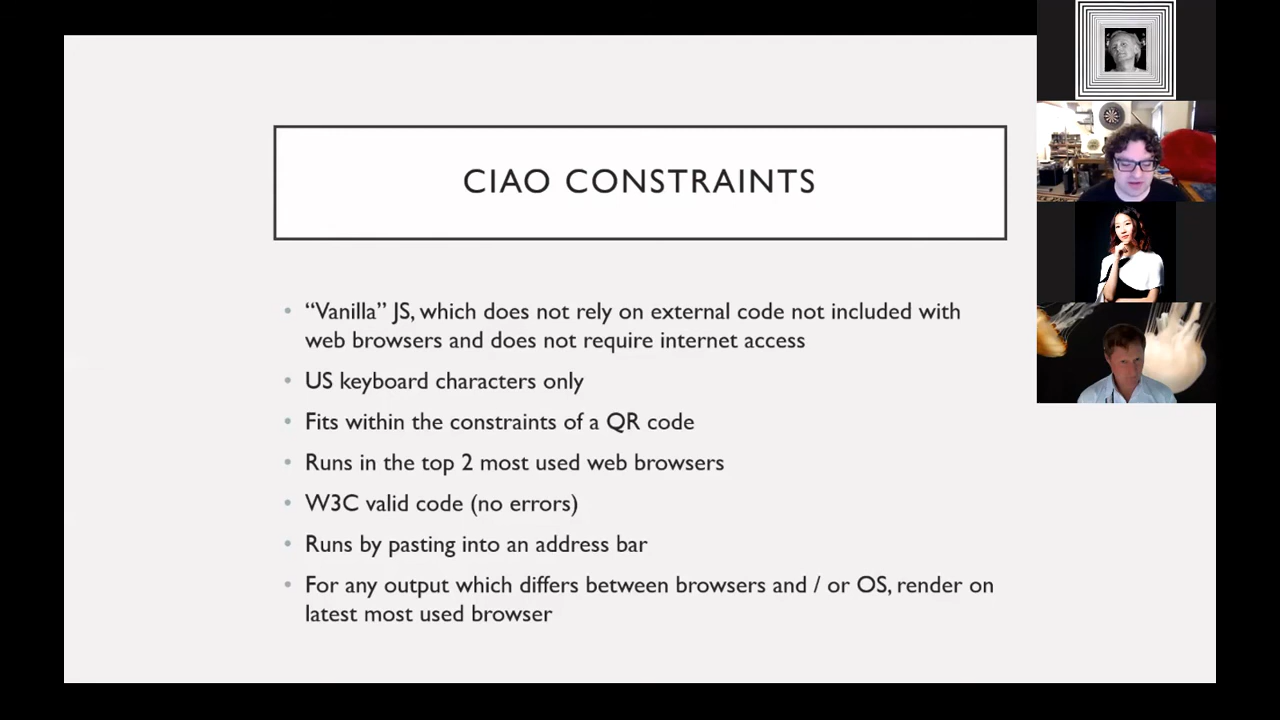 CIAO CONSTRAINTS
• “Vanilla” JS, which does not rely on external code not included with
web browsers and does not require internet access
• US keyboard characters only
• Fits within the constraints of a QR code
• Runs in the top 2 most used web browsers
• W3C valid code (no errors)
• Runs by pasting into an address bar
• For any output which differs between browsers and / or OS, render on
latest most used browser